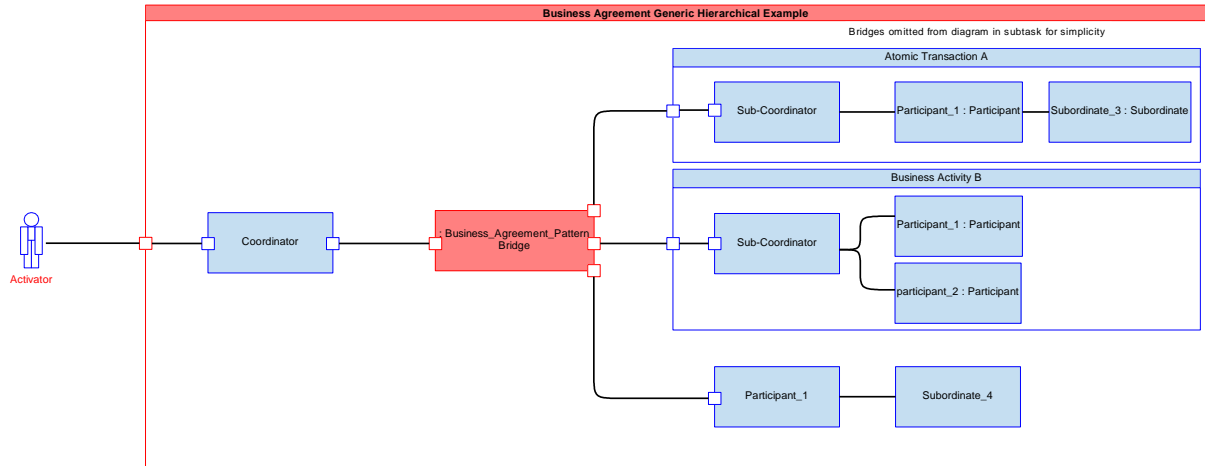 Business Agreement Generic Hierarchical Example
Bridges omitted from diagram in subtask for simplicity
Atomic Transaction A
Sub-Coordinator
Participant_1 : Participant
Subordinate_3 : Subordinate
Business Activity B
Participant_1 : Participant
Sub-Coordinator
participant_2 : Participant
Coordinator
: Business_Agreement_Pattern
Bridge
Activator
Participant_1
Subordinate_4